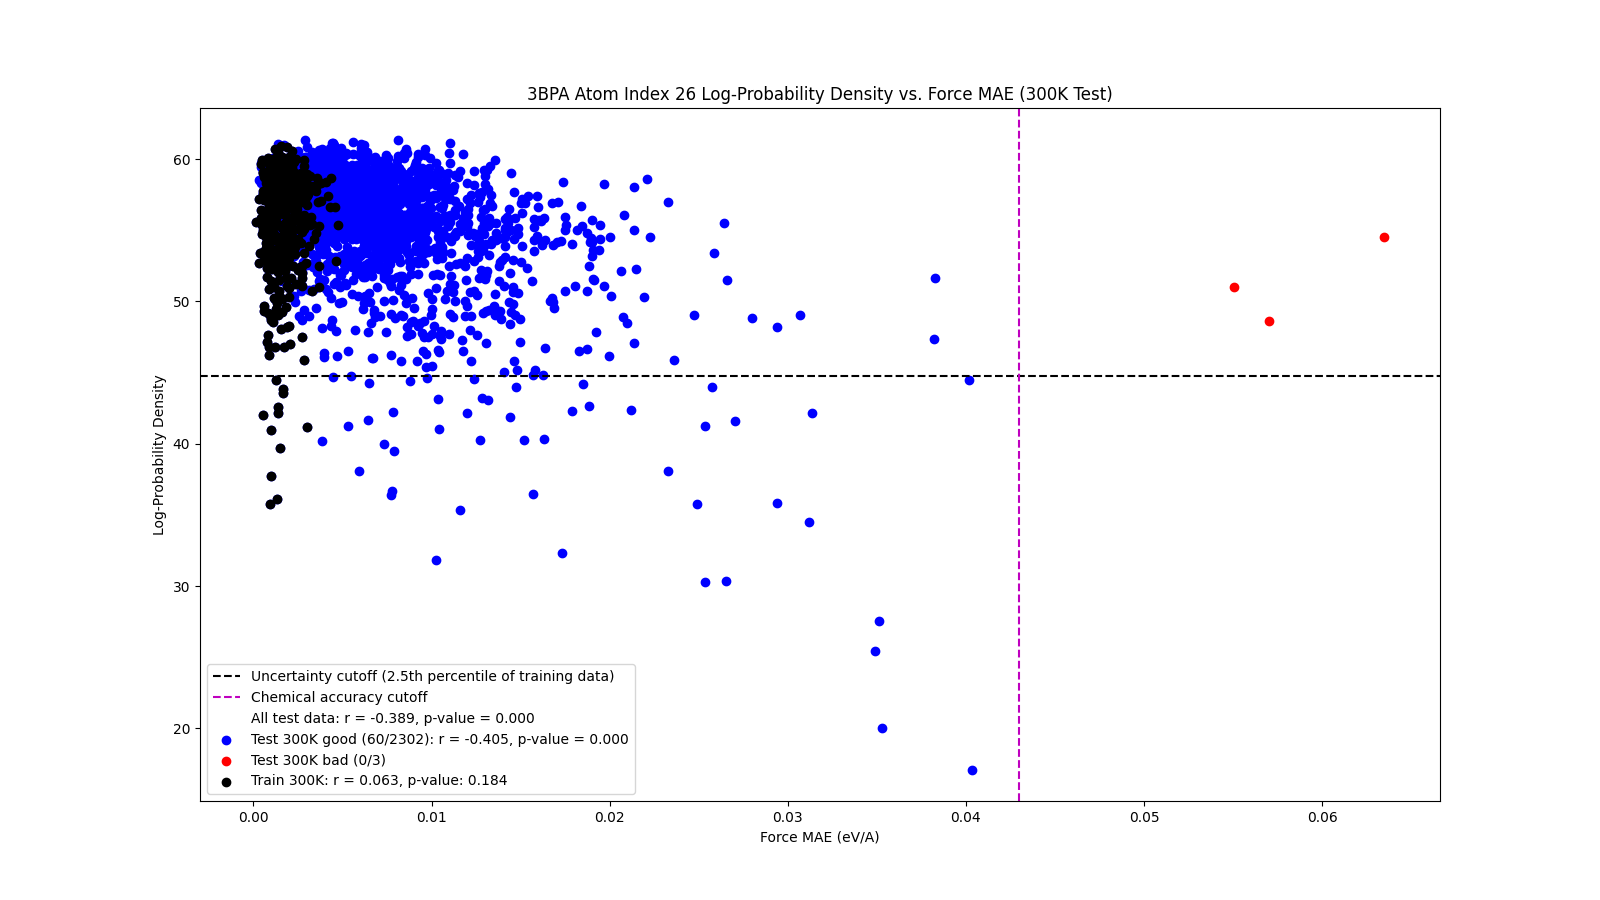 3BPA Atom Index 26 Log-Probability Density vs. Force MAE (300K Test)
Log-Probability Density
60
50
40
30
20
Uncertainty cutoff (2.5th percentile of training data)
Chemical accuracy cutoff
All test data: r = -0.389, p-value = 0.000
Test 300K good (60/2302): r = -0.405, p-value = 0.000
Test 300K bad (0/3)
Train 300K: r = 0.063, p-value: 0.184
0.00
0.01
0.02
0.03
0.04
0.05
0.06
Force MAE (eV/A)